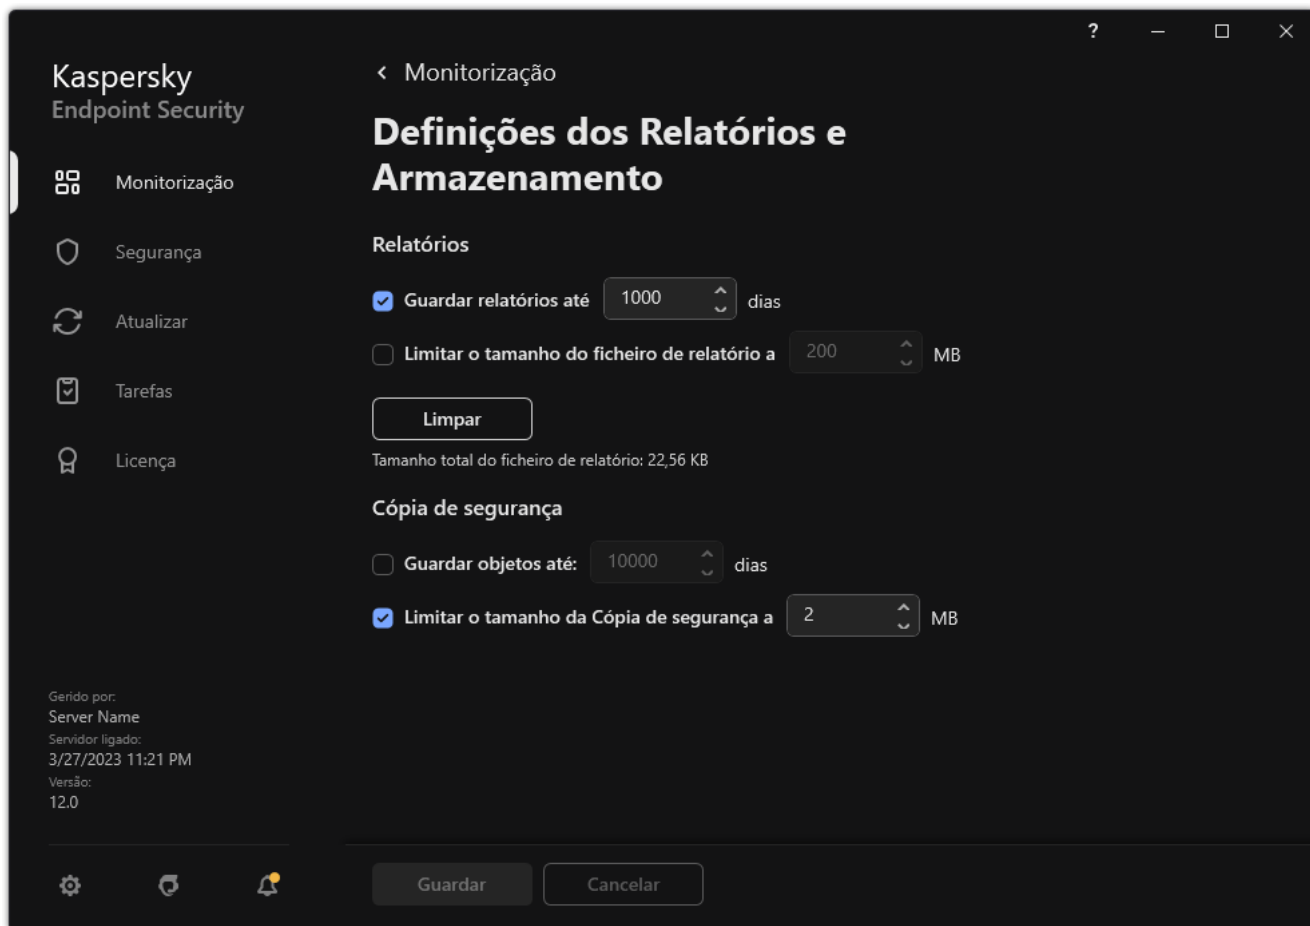 ?
Kaspersky
Endpoint Security
Monitorização
Segurança
Atualizar
Tarefas
Licença
Gerido por:
Server Name
Servidor ligado:
3/27/2023 11:21 PM
Versão:
12.0
Monitorização
Definições dos Relatórios e
Armazenamento
Relatórios
Guardar relatórios até 1000 dias
Limitar o tamanho do ficheiro de relatório a 200 MB
Limpar
Tamanho total do ficheiro de relatório: 22,56 KB
Cópia de segurança
Guardar objetos até: 10000 dias
Limitar o tamanho da Cópia de segurança a 2 MB
Guardar Cancelar